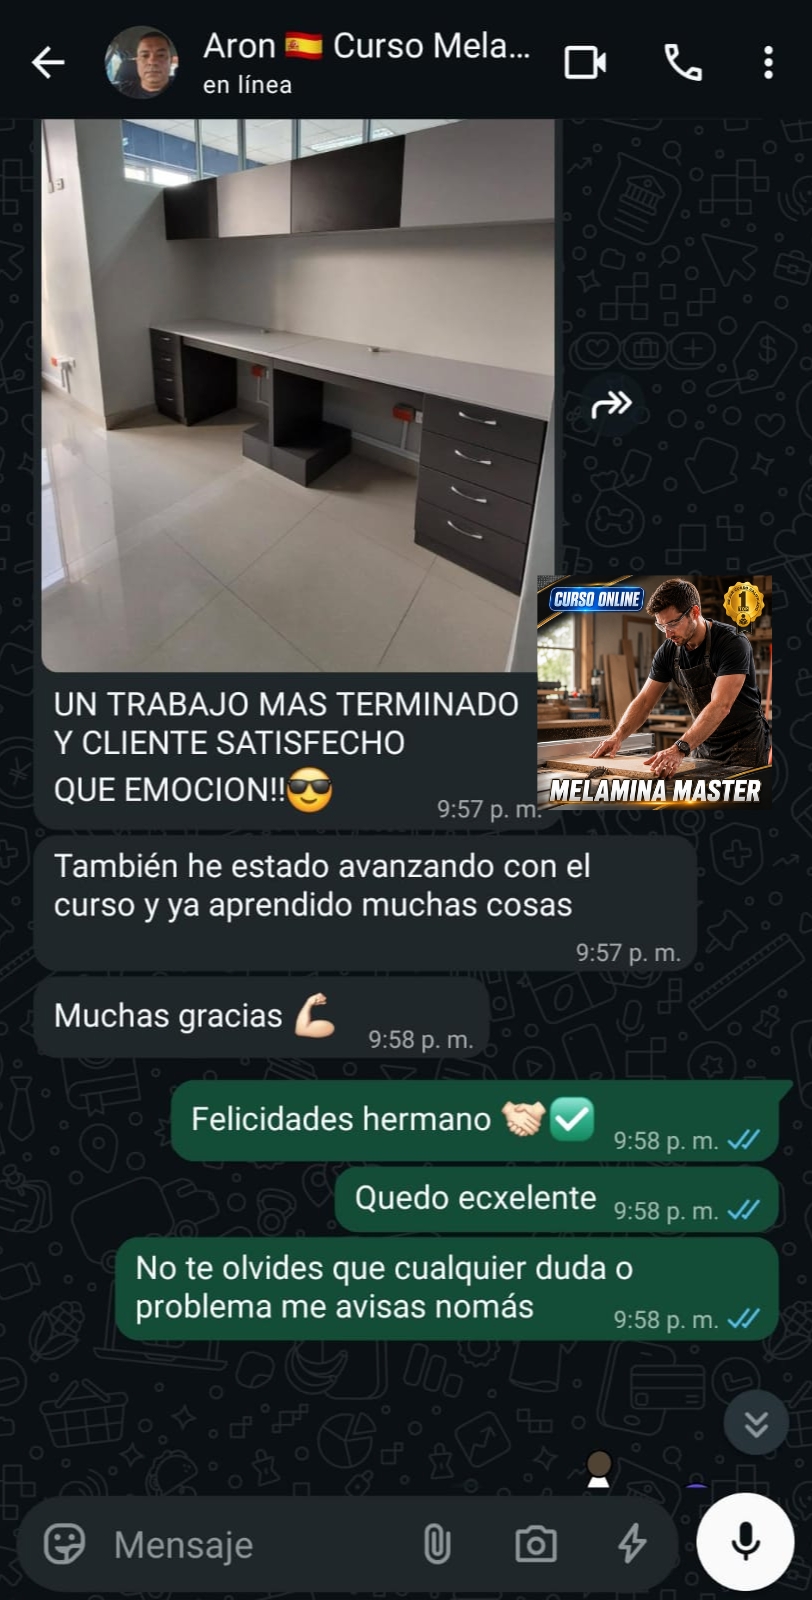 Aron 🇪🇸 Curso Mela...
en línea
CURSO ONLINE
1
MELAMINA MASTER
UN TRABAJO MAS TERMINADO
Y CLIENTE SATISFECHO
QUE EMOCION!!😎
9:57 p. m.
También he estado avanzando con el
curso y ya aprendido muchas cosas
9:57 p. m.
Muchas gracias 💪🏻 9:58 p. m.
Felicidades hermano 🤝🏻✅ 9:58 p. m.
Quedo ecxelente 9:58 p. m.
No te olvides que cualquier duda o
problema me avisas nomás 9:58 p. m.
Mensaje